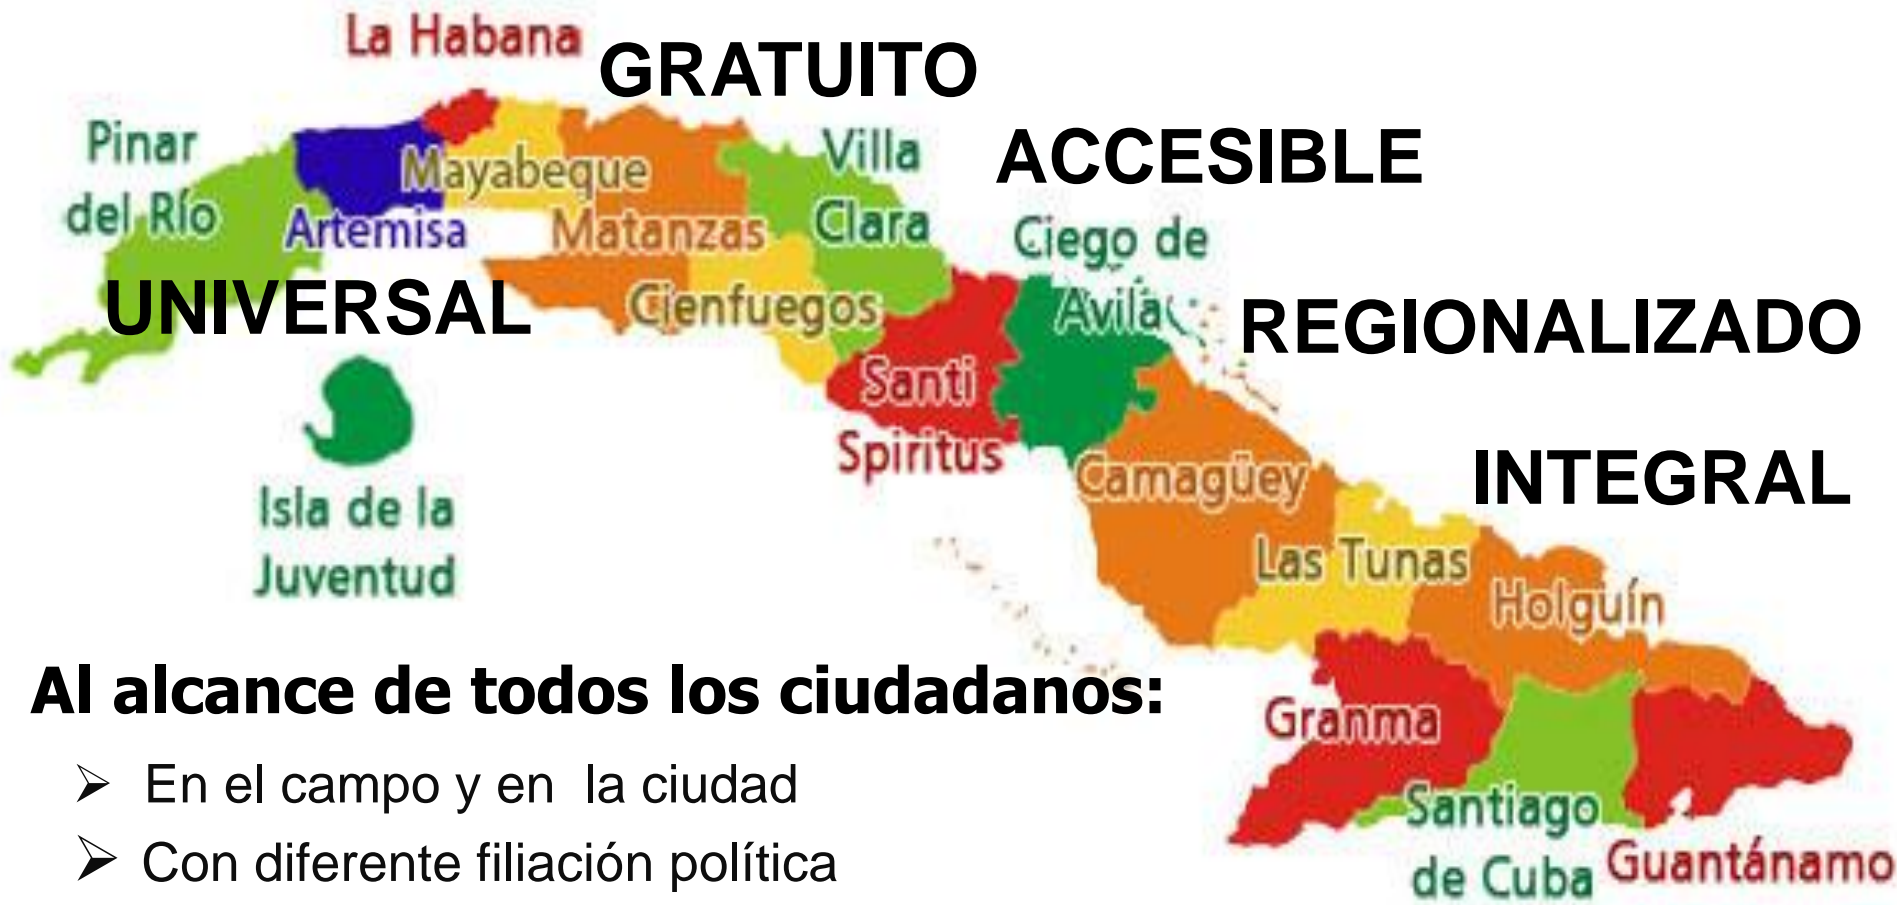 La Habana
GRATUITO
Pinar
del Río
Mayabeque
Artemisa
Matanzas
Villa
Clara
ACCESIBLE
Ciego de
Avila
UNIVERSAL
Cienfuegos
REGIONALIZADO
Santi
Spiritus
Isla de la
Juventud
Camagüey
INTEGRAL
Las Tunas
Holguín
Granma
Santiago
de Cuba
Guantánamo
Al alcance de todos los ciudadanos:
➢ En el campo y en la ciudad
➢ Con diferente filiación política